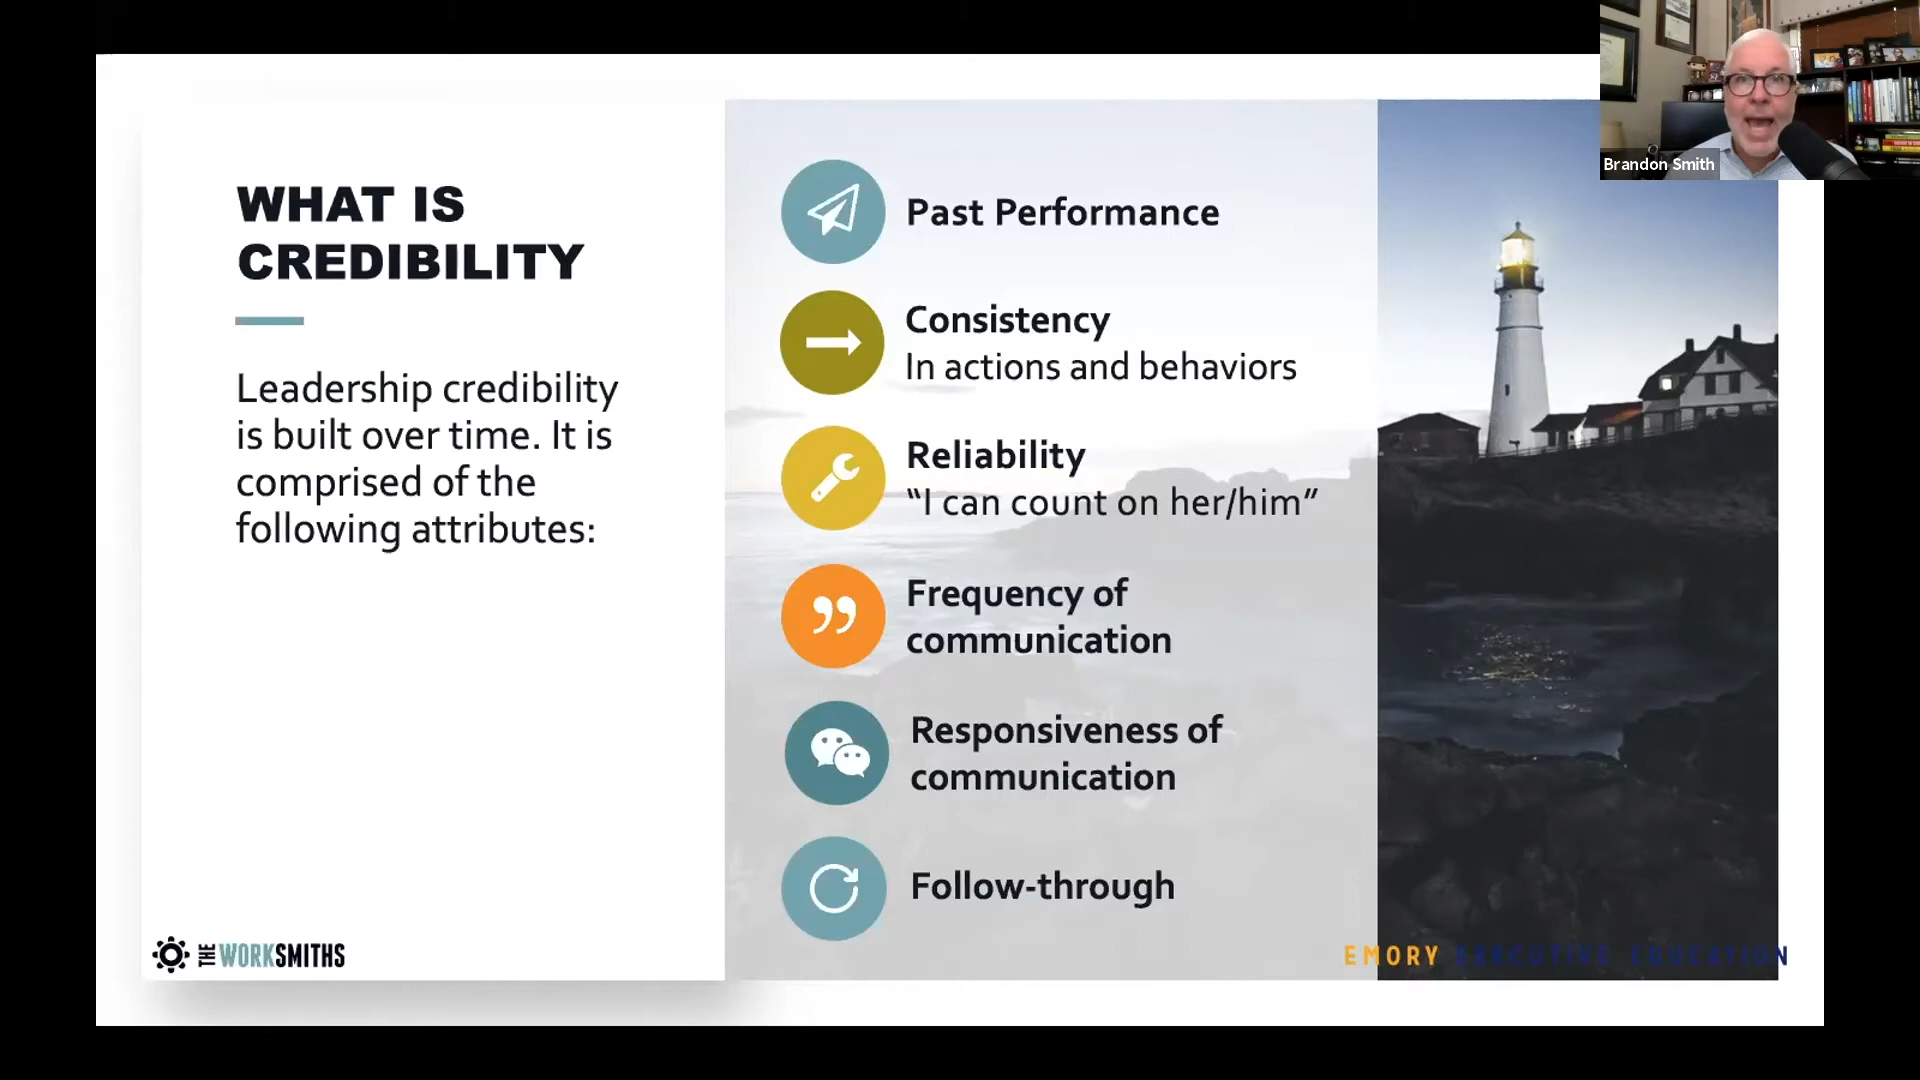 WHAT IS
CREDIBILITY
Leadership credibility
is built over time. It is
comprised of the
following attributes:
Past Performance
Consistency
In actions and behaviors
Reliability
“I can count on her/him”
Frequency of
communication
Responsiveness of
communication
Follow-through
THE WORKSMITHS
EMORY EXECUTIVE EDUCATION
Brandon Smith